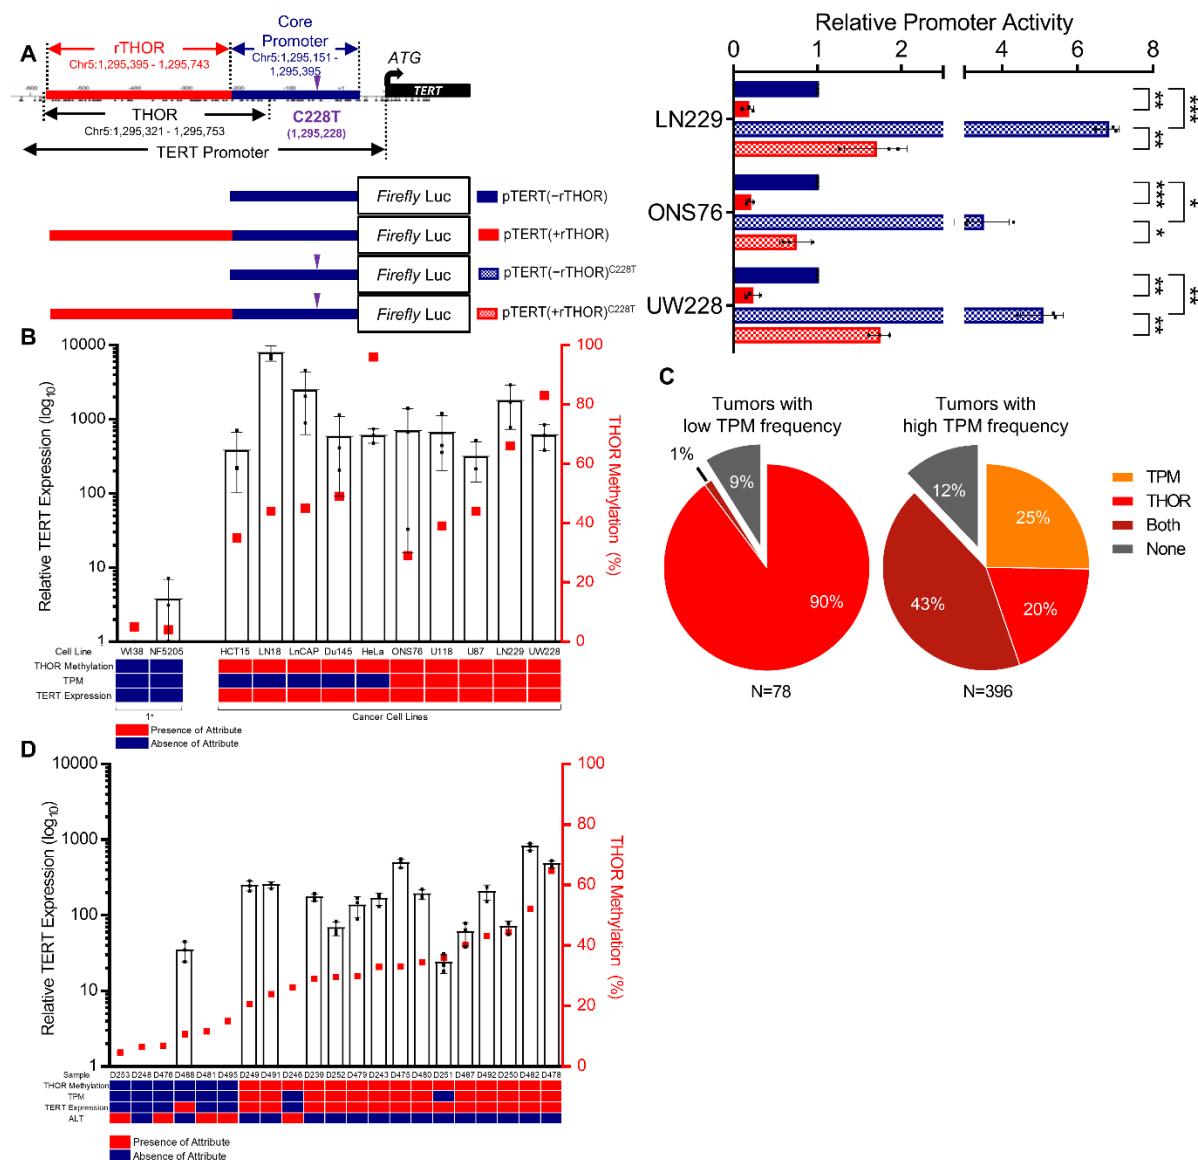 A
rTHOR
Chr5:1,295,395 - 1,295,743
Core
Promoter
Chr5:1,295,151 -
1,295,395
ATG
TERT
THOR
Chr5:1,295,321 - 1,295,753
C228T
(1,295,228)
TERT Promoter
Firefly Luc
pTERT(−rTHOR)
Firefly Luc
pTERT(+rTHOR)
Firefly Luc
pTERT(−rTHOR)C228T
Firefly Luc
pTERT(+rTHOR)C228T
Relative Promoter Activity
0 1 2 4 6 8
LN229
** *** **
ONS76
*** * *
UW228
** ** **
B
Relative TERT Expression (log10)
10000
1000
100
10
1
100
80
60
40
20
0
THOR Methylation (%)
Cell Line WI38 NF5205 HCT15 LN18 LnCAP Du145 HeLa ONS76 U118 U87 LN229 UW228
THOR Methylation
TPM
TERT Expression
1°
Cancer Cell Lines
Presence of Attribute
Absence of Attribute
C
Tumors with
low TPM frequency
1%
9%
90%
N=78
Tumors with
high TPM frequency
12%
25%
43%
20%
N=396
TPM
THOR
Both
None
D
Relative TERT Expression (log10)
10000
1000
100
10
1
100
80
60
40
20
0
THOR Methylation (%)
Sample D253 D248 D476 D488 D481 D495 D249 D491 D246 D239 D252 D479 D243 D475 D480 D251 D487 D492 D250 D482 D478
THOR Methylation
TPM
TERT Expression
ALT
Presence of Attribute
Absence of Attribute